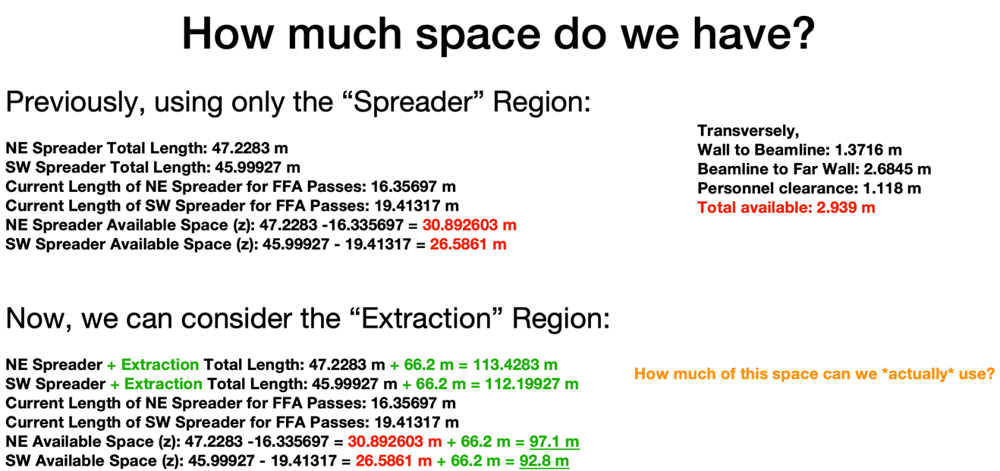 How much space do we have?
Previously, using only the “Spreader” Region:
NE Spreader Total Length: 47.2283 m
SW Spreader Total Length: 45.99927 m
Current Length of NE Spreader for FFA Passes: 16.35697 m
Current Length of SW Spreader for FFA Passes: 19.41317 m
NE Spreader Available Space (z): 47.2283 -16.335697 = 30.892603 m
SW Spreader Available Space (z): 45.99927 - 19.41317 = 26.5861 m
Transversely,
Wall to Beamline: 1.3716 m
Beamline to Far Wall: 2.6845 m
Personnel clearance: 1.118 m
Total available: 2.939 m
Now, we can consider the “Extraction” Region:
NE Spreader + Extraction Total Length: 47.2283 m + 66.2 m = 113.4283 m
SW Spreader + Extraction Total Length: 45.99927 m + 66.2 m = 112.19927 m
Current Length of NE Spreader for FFA Passes: 16.35697 m
Current Length of SW Spreader for FFA Passes: 19.41317 m
NE Available Space (z): 47.2283 -16.335697 = 30.892603 m + 66.2 m = 97.1 m
SW Available Space (z): 45.99927 - 19.41317 = 26.5861 m + 66.2 m = 92.8 m
How much of this space can we *actually* use?